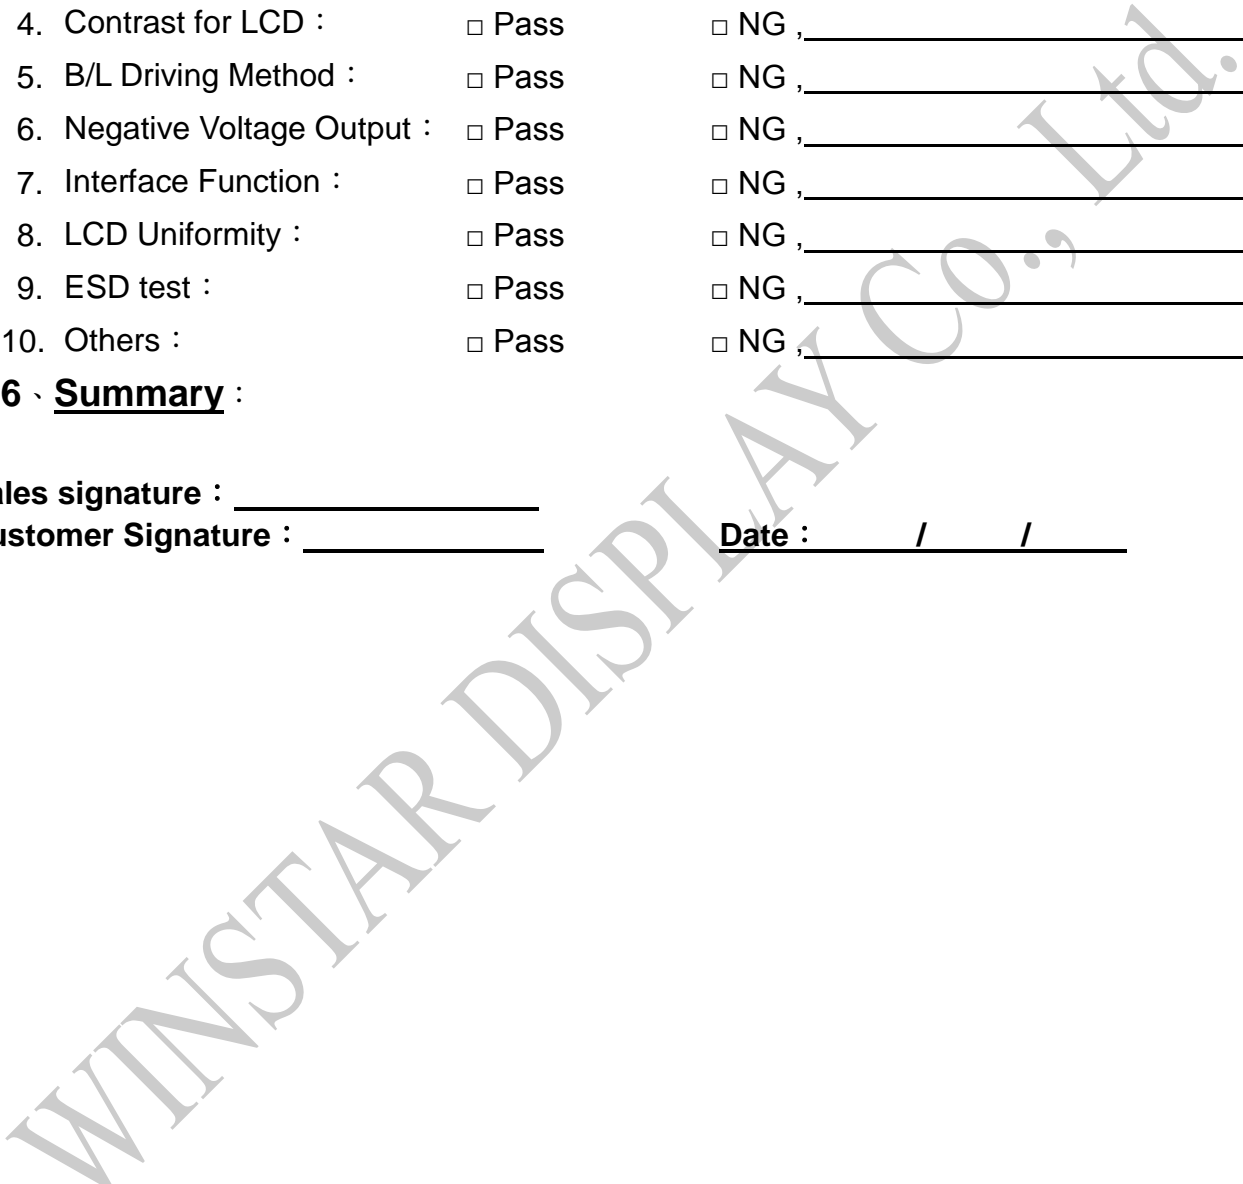 4. Contrast for LCD： □ Pass □ NG ,
5. B/L Driving Method： □ Pass □ NG ,
6. Negative Voltage Output： □ Pass □ NG ,
7. Interface Function： □ Pass □ NG ,
8. LCD Uniformity： □ Pass □ NG ,
9. ESD test： □ Pass □ NG ,
10. Others： □ Pass □ NG ,
6、Summary：
ales signature：
ustomer Signature： Date： / /
WINSTAR DISPLAY Co., Ltd.